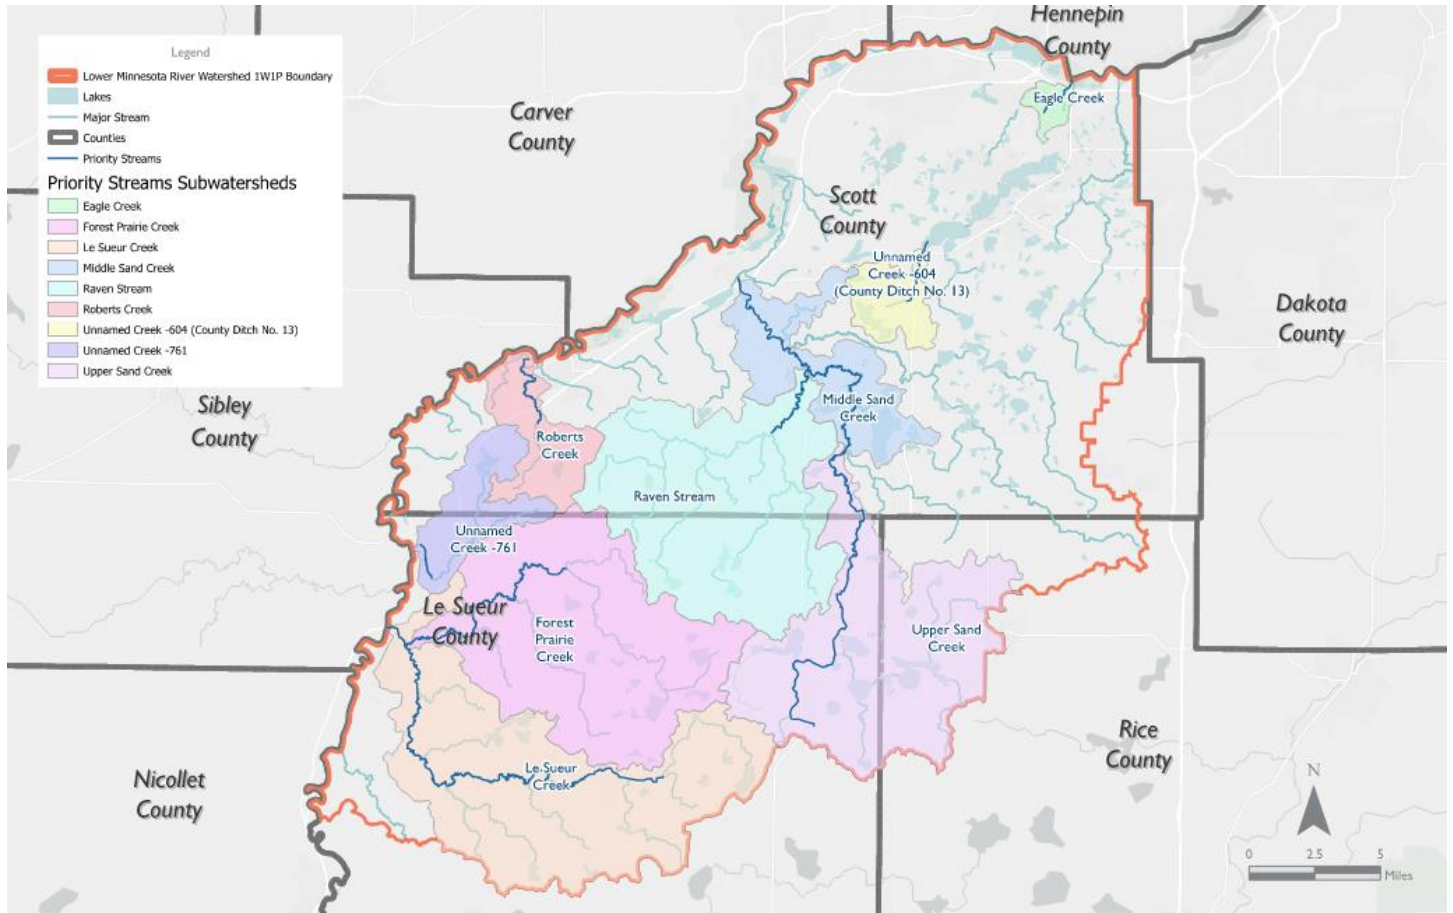 Legend
Lower Minnesota River Watershed 1W1P Boundary
Lakes
Major Stream
Counties
Priority Streams
Priority Streams Subwatersheds
Eagle Creek
Forest Prairie Creek
Le Sueur Creek
Middle Sand Creek
Raven Stream
Roberts Creek
Unnamed Creek -604 (County Ditch No. 13)
Unnamed Creek -761
Upper Sand Creek
Hennepin
County
Eagle Creek
Carver
County
Scott
County
Unnamed
Creek -604
(County Ditch No. 13)
Dakota
County
Sibley
County
Middle Sand
Creek
Roberts
Creek
Raven Stream
Unnamed
Creek -761
Le Sueur
County
Forest
Prairie
Creek
Upper Sand
Creek
Rice
County
Nicollet
County
Le Sueur
Creek
N
0 2.5 5
Miles